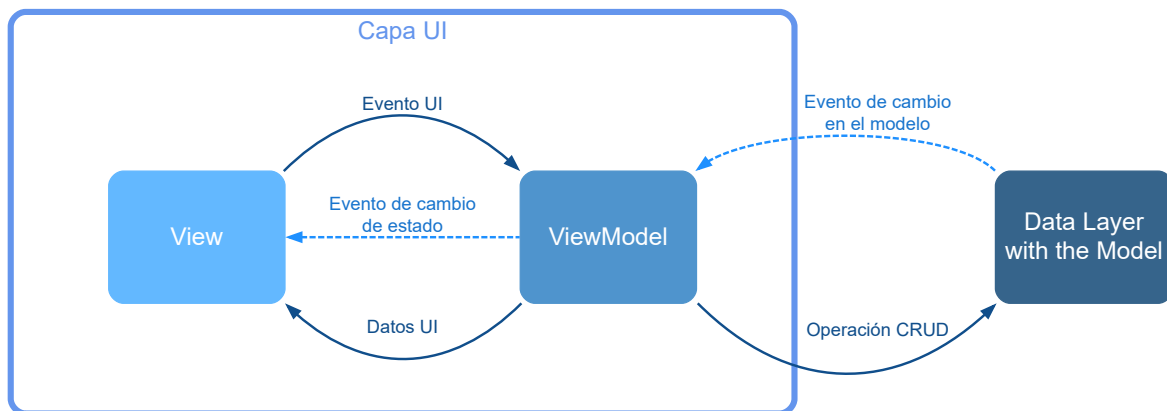 Capa UI
Evento UI
Evento de cambio
en el modelo
View
Evento de cambio
de estado
ViewModel
Data Layer
with the Model
Datos UI
Operación CRUD